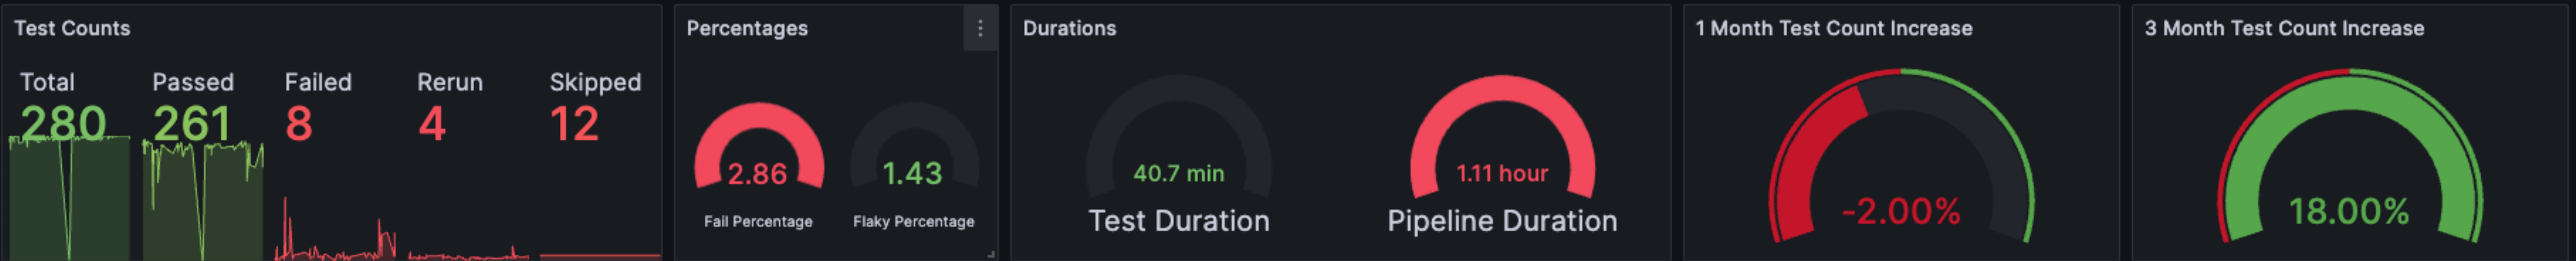 Test Counts
Total Passed Failed Rerun Skipped
280 261 8 4 12
Percentages
2.86 1.43
Fail Percentage Flaky Percentage
Durations
40.7 min 1.11 hour
Test Duration Pipeline Duration
1 Month Test Count Increase
-2.00%
3 Month Test Count Increase
18.00%